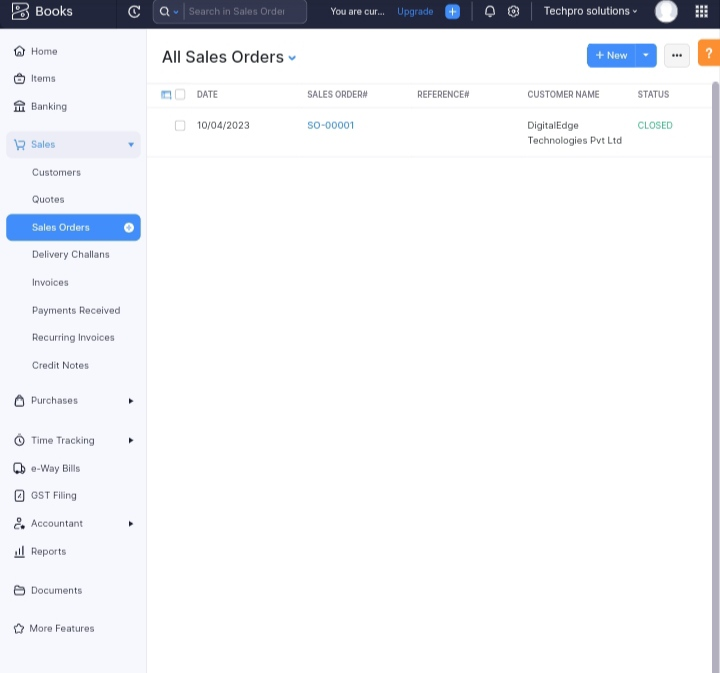 Books
Search in Sales Order
You are cur...
Upgrade
Techpro solutions
Home
Items
Banking
Sales
Customers
Quotes
Sales Orders
Delivery Challans
Invoices
Payments Received
Recurring Invoices
Credit Notes
Purchases
Time Tracking
e-Way Bills
GST Filing
Accountant
Reports
Documents
More Features
All Sales Orders
+ New
?
DATE SALES ORDER# REFERENCE# CUSTOMER NAME STATUS
10/04/2023 SO-00001 DigitalEdge CLOSED
Technologies Pvt Ltd